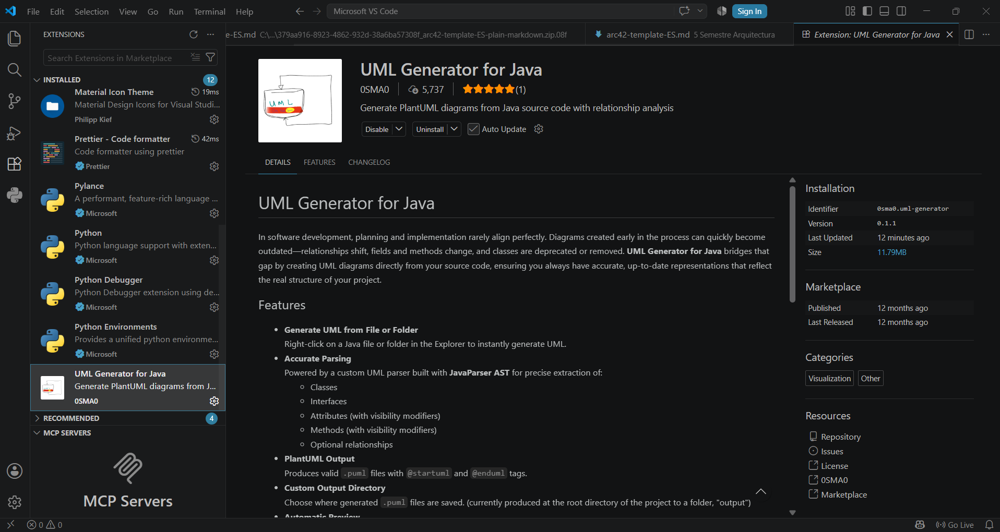 File Edit Selection View Go Run Terminal Help
Microsoft VS Code
Sign In
EXTENSIONS
Search Extensions in Marketplace
INSTALLED 12
Material Icon Theme 19ms
Material Design Icons for Visual Studi...
Philipp Kief
Prettier - Code formatter 42ms
Code formatter using prettier
Prettier
Pylance
A performant, feature-rich language ...
Microsoft
Python
Python language support with exten...
Microsoft
Python Debugger
Python Debugger extension using de...
Microsoft
Python Environments
Provides a unified python environme...
Microsoft
UML Generator for Java
Generate PlantUML diagrams from J...
0SMA0
RECOMMENDED 4
MCP SERVERS
MCP Servers
e-ES.md C:\...\379aa916-8923-4862-932d-38a6ba57308f_arc42-template-ES-plain-markdown.zip.08f
arc42-template-ES.md 5 Semestre Arquitectura
Extension: UML Generator for Java
UML
UML Generator for Java
0SMA0 5,737 (1)
Generate PlantUML diagrams from Java source code with relationship analysis
Disable Uninstall Auto Update
DETAILS FEATURES CHANGELOG
UML Generator for Java
In software development, planning and implementation rarely align perfectly. Diagrams created early in the process can quickly become
outdated—relationships shift, fields and methods change, and classes are deprecated or removed. UML Generator for Java bridges that
gap by creating UML diagrams directly from your source code, ensuring you always have accurate, up-to-date representations that reflect
the real structure of your project.
Features
• Generate UML from File or Folder
Right-click on a Java file or folder in the Explorer to instantly generate UML.
• Accurate Parsing
Powered by a custom UML parser built with JavaParser AST for precise extraction of:
◦ Classes
◦ Interfaces
◦ Attributes (with visibility modifiers)
◦ Methods (with visibility modifiers)
◦ Optional relationships
• PlantUML Output
Produces valid .puml files with @startuml and @enduml tags.
• Custom Output Directory
Choose where generated .puml files are saved. (currently produced at the root directory of the project to a folder, "output")
• Automatic Preview
Installation
Identifier 0sma0.uml-generator
Version 0.1.1
Last Updated 12 minutes ago
Size 11.79MB
Marketplace
Published 12 months ago
Last Released 12 months ago
Categories
Visualization Other
Resources
Repository
Issues
License
0SMA0
Marketplace
0 0
Go Live